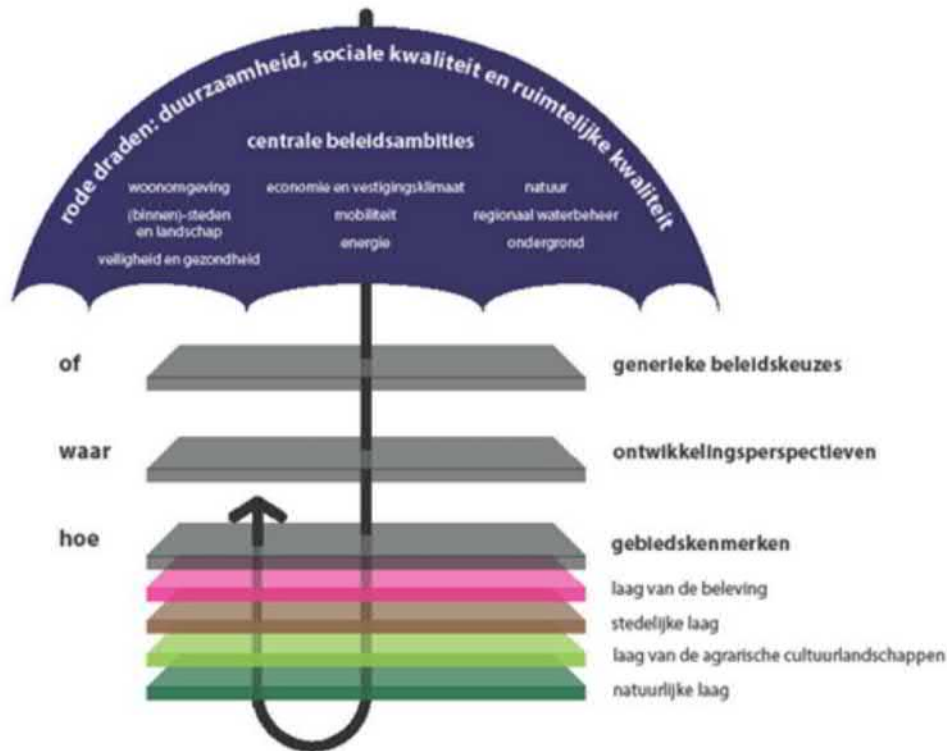 rode draden: duurzaamheid, sociale kwaliteit en ruimtelijke kwaliteit
centrale beleidsambities
woonomgeving
(binnen)-steden
en landschap
veiligheid en gezondheid
economie en vestigingsklimaat
mobiliteit
energie
natuur
regionaal waterbeheer
ondergrond
of
generieke beleidskeuzes
waar
ontwikkelingsperspectieven
hoe
gebiedskenmerken
laag van de beleving
stedelijke laag
laag van de agrarische cultuurlandschappen
natuurlijke laag